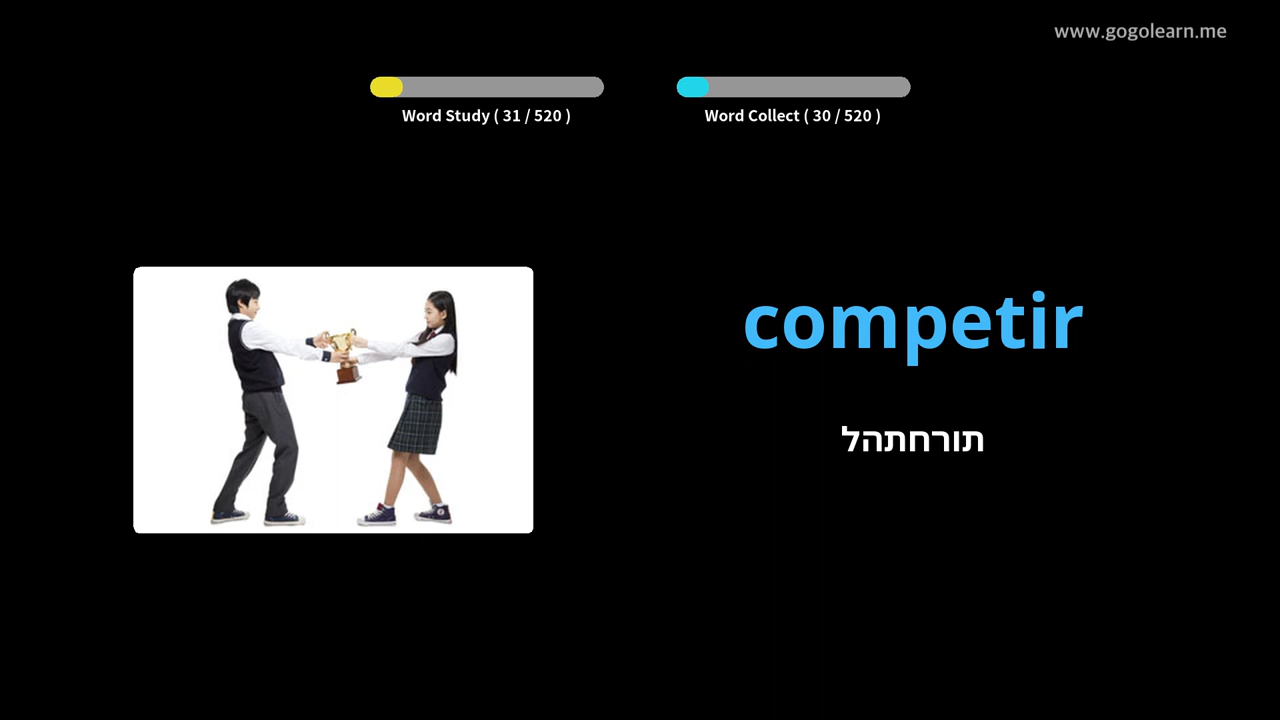 www.gogolearn.me
Word Study ( 31 / 520 )
Word Collect ( 30 / 520 )
competir
תורחתהל